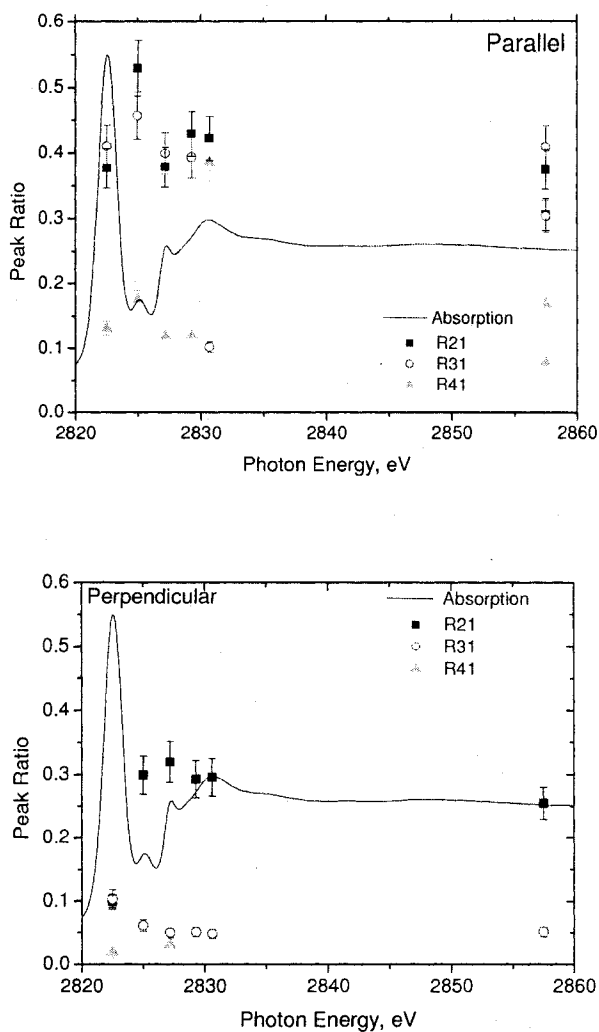 0.6
Parallel
0.5
0.4
0.3
0.2
0.1
0.0
Peak Ratio
Absorption
R21
R31
R41
2820 2830 2840 2850 2860
Photon Energy, eV
0.6
Perpendicular
0.5
0.4
0.3
0.2
0.1
0.0
Peak Ratio
Absorption
R21
R31
R41
2820 2830 2840 2850 2860
Photon Energy, eV